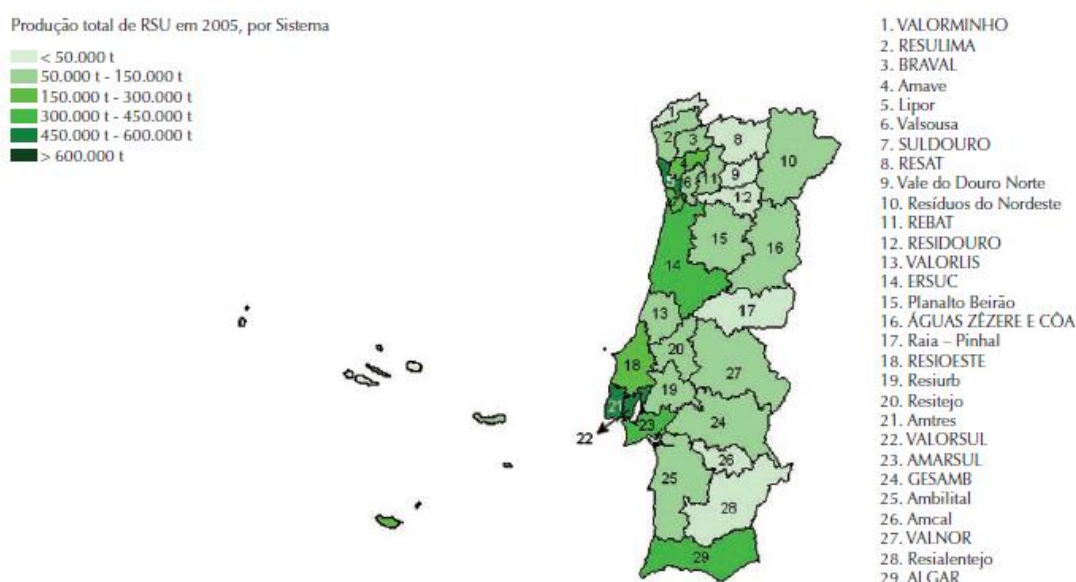 Produção total de RSU em 2005, por Sistema
< 50.000 t
50.000 t - 150.000 t
150.000 t - 300.000 t
300.000 t - 450.000 t
450.000 t - 600.000 t
> 600.000 t
1. VALORMINHO
2. RESULIMA
3. BRAVAL
4. Amave
5. Lipor
6. Valsousa
7. SULDOURO
8. RESAT
9. Vale do Douro Norte
10. Resíduos do Nordeste
11. REBAT
12. RESIDOURO
13. VALORLIS
14. ERSUC
15. Planalto Beirão
16. ÁGUAS ZÊZERE E CÔA
17. Raia – Pinhal
18. RESIOESTE
19. Resiurb
20. Resitejo
21. Amtres
22. VALORSUL
23. AMARSUL
24. GESAMB
25. Ambilital
26. Amcal
27. VALNOR
28. Resialentejo
29. ALGAR
1
2
3
8
10
4
5
6
11
9
7
12
15
16
14
17
13
20
18
27
19
21
22
23
24
26
25
28
29